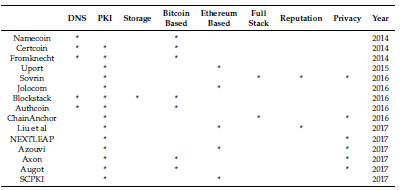 DNS PKI Storage Bitcoin Based Ethereum Based Full Stack Reputation Privacy Year
Namecoin * * 2014
Certcoin * * * 2014
Fromknecht * * * 2014
Uport * * 2015
Sovrin * * * * 2016
Jolocom * * 2016
Blockstack * * * * 2016
Authcoin * * * 2016
ChainAnchor * * * 2016
Liu et al * * * 2017
NEXTLEAP * * 2017
Azouvi * * * 2017
Axon * * * 2017
Augot * * * 2017
SCPKI * * 2017